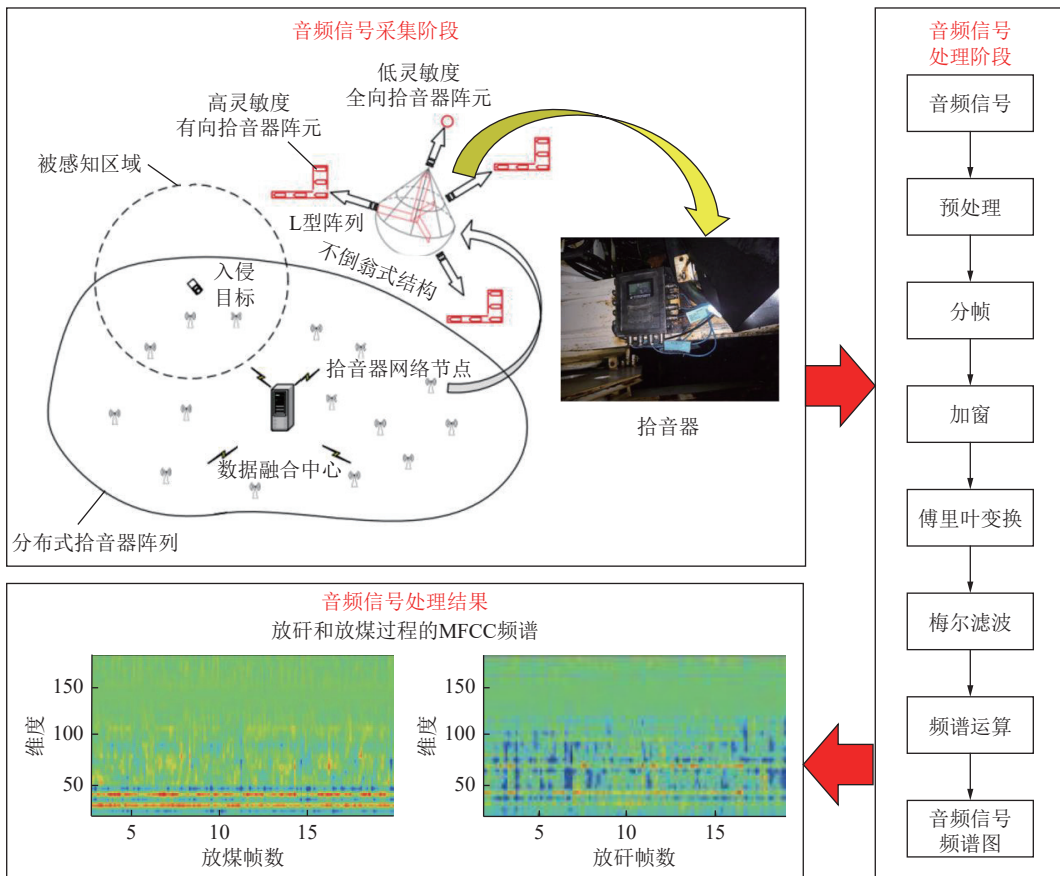 音频信号采集阶段
低灵敏度
全向拾音器阵元
高灵敏度
有向拾音器阵元
被感知区域
L型阵列
不倒翁式结构
入侵
目标
拾音器网络节点
数据融合中心
分布式拾音器阵列
拾音器
音频信号
处理阶段
音频信号
预处理
分帧
加窗
傅里叶变换
梅尔滤波
频谱运算
音频信号
频谱图
音频信号处理结果
放矸和放煤过程的MFCC频谱
维度
150
100
50
5
10
15
放煤帧数
维度
150
100
50
5
10
15
放矸帧数